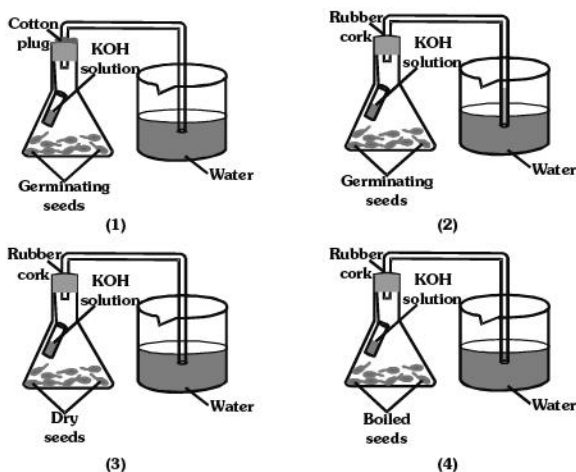 Cotton
plug
KOH
solution
Germinating
seeds
Water
(1)
Rubber
cork
KOH
solution
Germinating
seeds
Water
(2)
Rubber
cork
KOH
solution
Dry
seeds
Water
(3)
Rubber
cork
KOH
solution
Boiled
seeds
Water
(4)